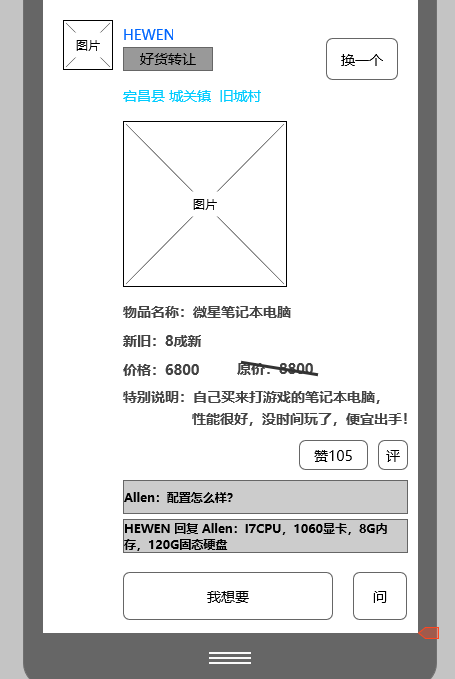 图片
HEWEN
好货转让
换一个
宕昌县 城关镇 旧城村
图片
物品名称：微星笔记本电脑
新旧：8成新
价格：6800 原价：8800
特别说明：自己买来打游戏的笔记本电脑，
性能很好，没时间玩了，便宜出手！
赞105 评
Allen：配置怎么样？
HEWEN 回复 Allen：I7CPU，1060显卡，8G内
存，120G固态硬盘
我想要 问